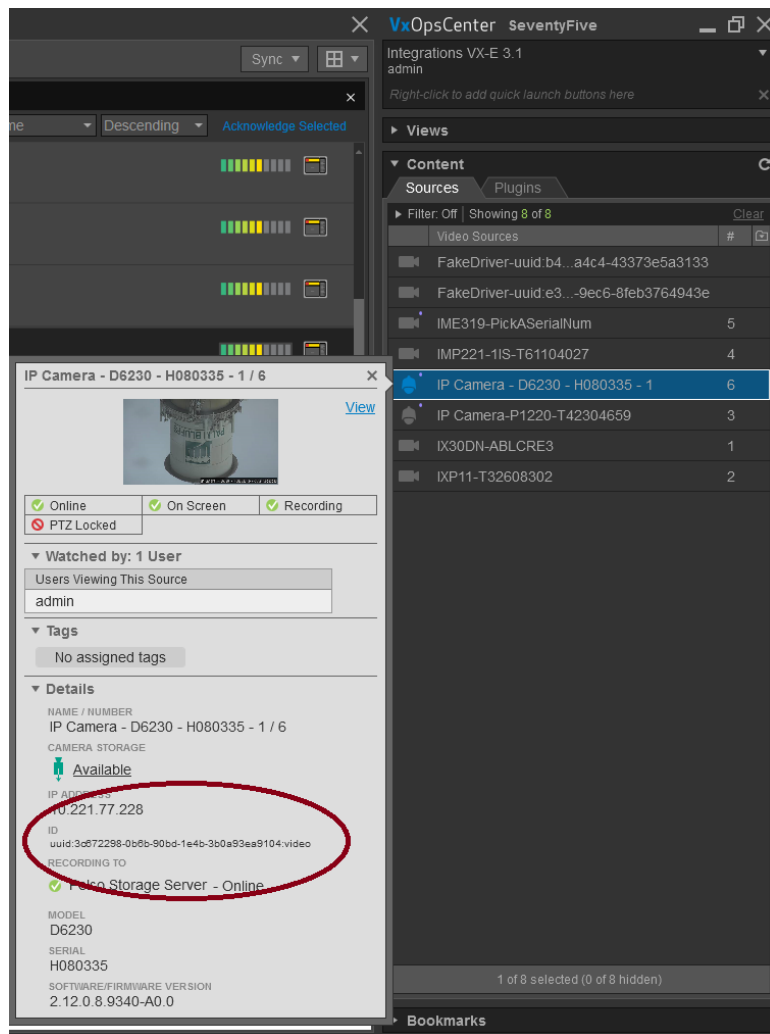 VxOpsCenter SeventyFive
Integrations VX-E 3.1
admin
Right-click to add quick launch buttons here
Views
Content
Sources Plugins
Filter: Off Showing 8 of 8 Clear
Video Sources #
FakeDriver-uuid:b4...a4c4-43373e5a3133
FakeDriver-uuid:e3...-9ec6-8feb3764943e
IME319-PickASerialNum 5
IMP221-1IS-T61104027 4
IP Camera - D6230 - H080335 - 1 6
IP Camera-P1220-T42304659 3
IX30DN-ABLCRE3 1
IXP11-T32608302 2
1 of 8 selected (0 of 8 hidden)
Bookmarks
Sync
me Descending Acknowledge Selected
IP Camera - D6230 - H080335 - 1 / 6
View
Online On Screen Recording
PTZ Locked
Watched by: 1 User
Users Viewing This Source
admin
Tags
No assigned tags
Details
NAME / NUMBER
IP Camera - D6230 - H080335 - 1 / 6
CAMERA STORAGE
Available
IP ADDRESS
10.221.77.228
ID
uuid:3c672298-0b6b-90bd-1e4b-3b0a93ea9104:video
RECORDING TO
Pelco Storage Server - Online
MODEL
D6230
SERIAL
H080335
SOFTWARE/FIRMWARE VERSION
2.12.0.8.9340-A0.0